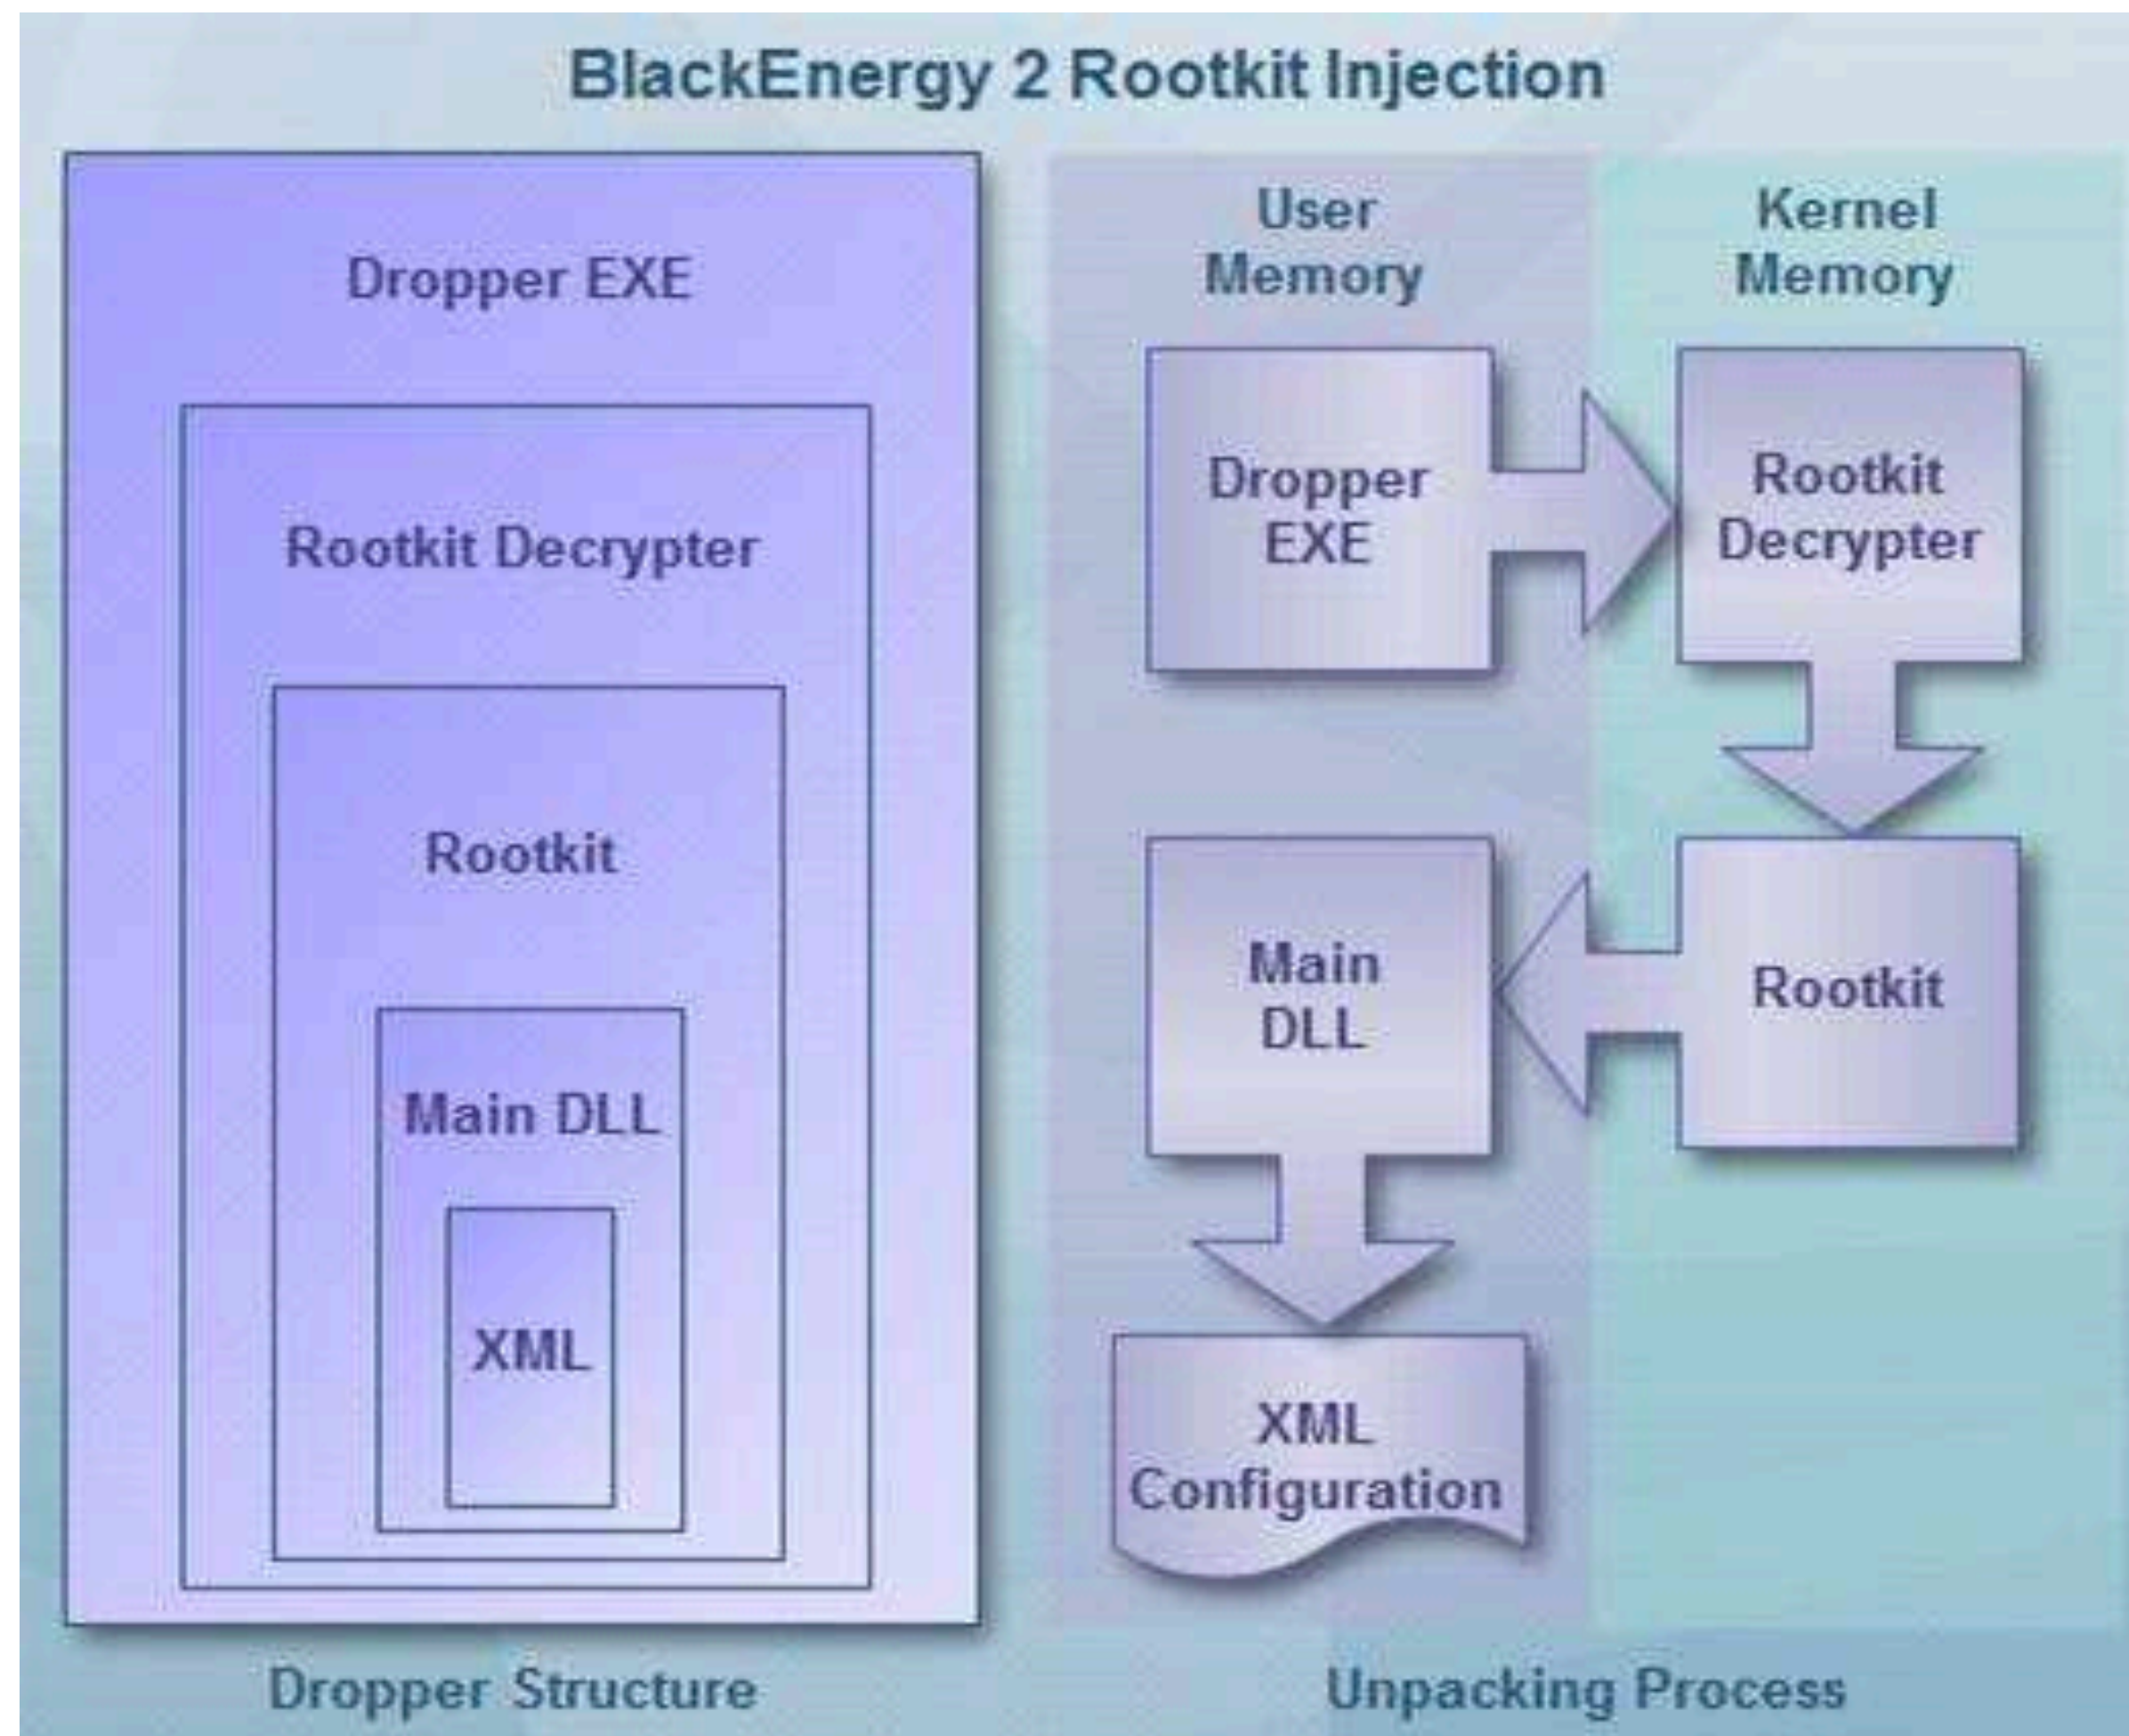 BlackEnergy 2 Rootkit Injection
Dropper EXE
Rootkit Decrypter
Rootkit
Main DLL
XML
Dropper Structure
User
Memory
Kernel
Memory
Dropper
EXE
Rootkit
Decrypter
Main
DLL
Rootkit
XML
Configuration
Unpacking Process